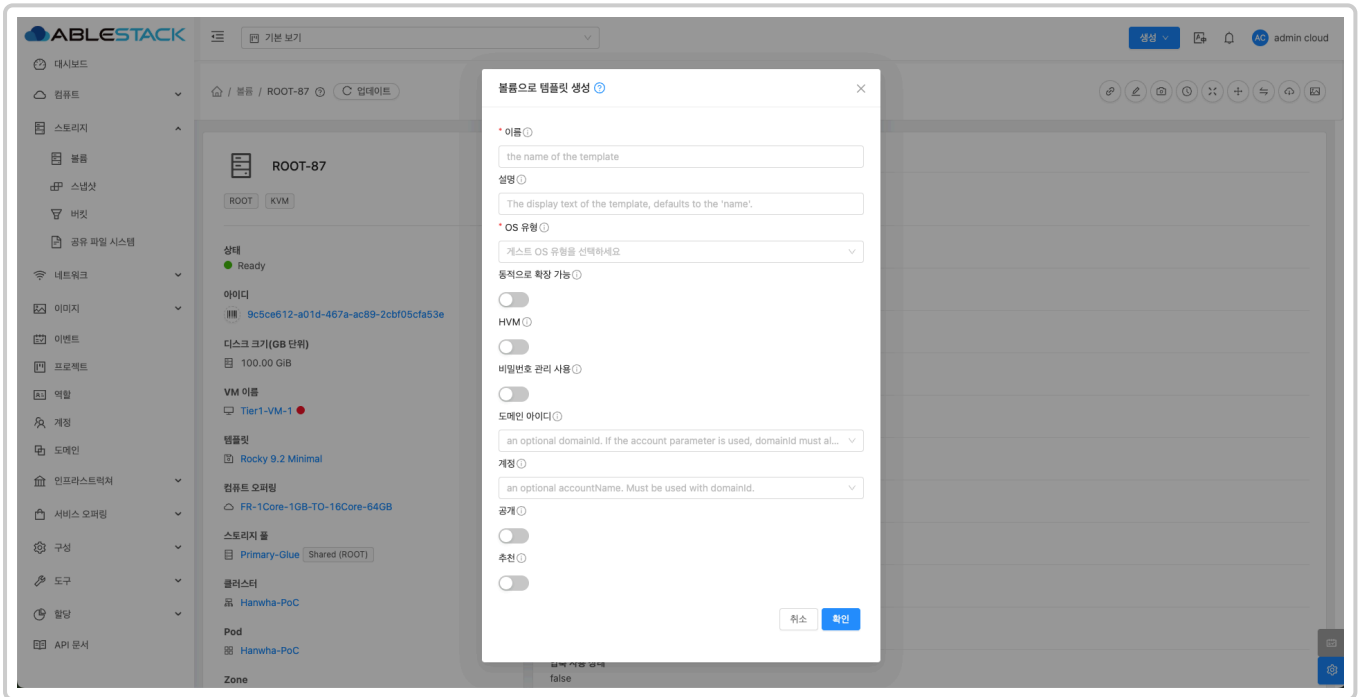 ABLESTACK
기본 보기
생성
AC admin cloud
대시보드
컴퓨트
스토리지
볼륨
스냅샷
버킷
공유 파일 시스템
네트워크
이미지
이벤트
프로젝트
역할
계정
도메인
인프라스트럭쳐
서비스 오퍼링
구성
도구
할당
API 문서
/ 볼륨 / ROOT-87
업데이트
ROOT-87
ROOT
KVM
상태
Ready
아이디
9c5ce612-a01d-467a-ac89-2cbf05cfa53e
디스크 크기(GB 단위)
100.00 GiB
VM 이름
Tier1-VM-1
템플릿
Rocky 9.2 Minimal
컴퓨트 오퍼링
FR-1Core-1GB-TO-16Core-64GB
스토리지 풀
Primary-Glue Shared (ROOT)
클러스터
Hanwha-PoC
Pod
Hanwha-PoC
Zone
볼륨으로 템플릿 생성
* 이름
the name of the template
설명
The display text of the template, defaults to the 'name'.
* OS 유형
게스트 OS 유형을 선택하세요
동적으로 확장 가능
HVM
비밀번호 관리 사용
도메인 아이디
an optional domainId. If the account parameter is used, domainId must al...
계정
an optional accountName. Must be used with domainId.
공개
추천
취소
확인
false